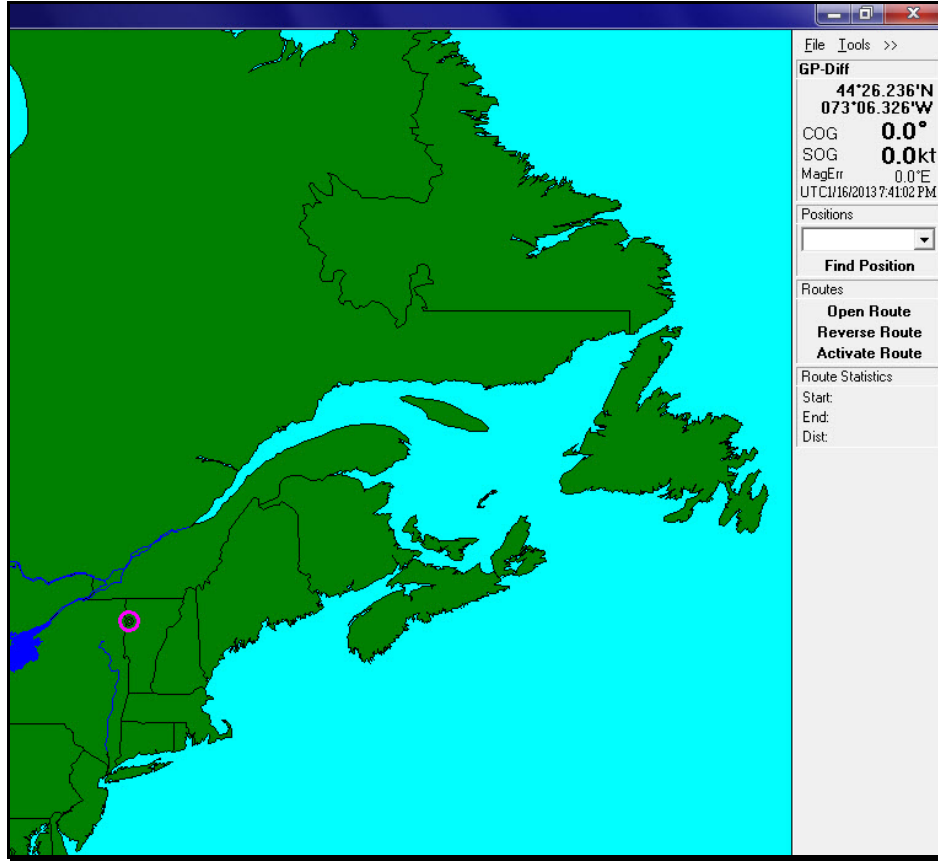 File Tools >>
GP-Diff
44°26.236'N
073°06.326'W
COG 0.0°
SOG 0.0kt
MagErr 0.0°E
UTC1/16/2013 7:41:02 PM
Positions
Find Position
Routes
Open Route
Reverse Route
Activate Route
Route Statistics
Start:
End:
Dist: